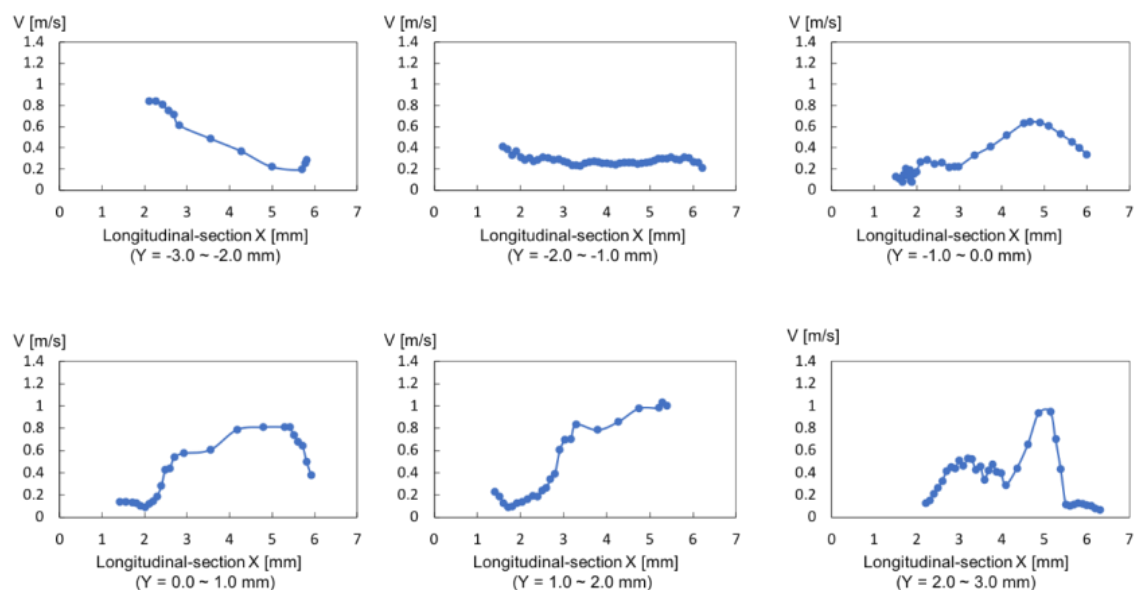 V [m/s]
1.4
1.2
1
0.8
0.6
0.4
0.2
0
0 1 2 3 4 5 6 7
Longitudinal-section X [mm]
(Y = -3.0 ~ -2.0 mm)
V [m/s]
1.4
1.2
1
0.8
0.6
0.4
0.2
0
0 1 2 3 4 5 6 7
Longitudinal-section X [mm]
(Y = -2.0 ~ -1.0 mm)
V [m/s]
1.4
1.2
1
0.8
0.6
0.4
0.2
0
0 1 2 3 4 5 6 7
Longitudinal-section X [mm]
(Y = -1.0 ~ 0.0 mm)
V [m/s]
1.4
1.2
1
0.8
0.6
0.4
0.2
0
0 1 2 3 4 5 6 7
Longitudinal-section X [mm]
(Y = 0.0 ~ 1.0 mm)
V [m/s]
1.4
1.2
1
0.8
0.6
0.4
0.2
0
0 1 2 3 4 5 6 7
Longitudinal-section X [mm]
(Y = 1.0 ~ 2.0 mm)
V [m/s]
1.4
1.2
1
0.8
0.6
0.4
0.2
0
0 1 2 3 4 5 6 7
Longitudinal-section X [mm]
(Y = 2.0 ~ 3.0 mm)